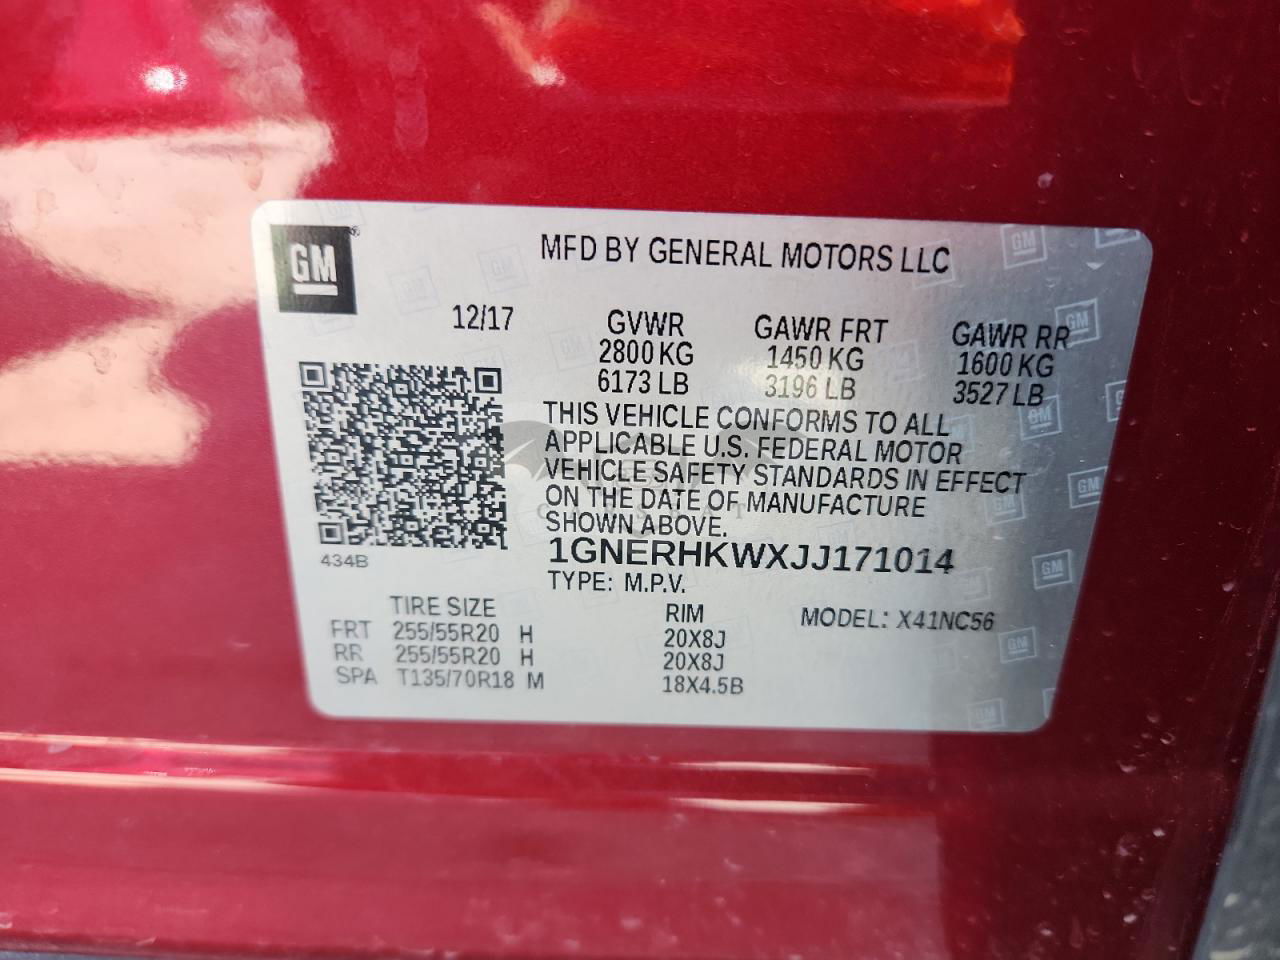 GM
MFD BY GENERAL MOTORS LLC
12/17 GVWR GAWR FRT GAWR RR
2800 KG 1450 KG 1600 KG
6173 LB 3196 LB 3527 LB
THIS VEHICLE CONFORMS TO ALL
APPLICABLE U.S. FEDERAL MOTOR
VEHICLE SAFETY STANDARDS IN EFFECT
ON THE DATE OF MANUFACTURE
SHOWN ABOVE.
434B
1GNERHKWXJJ171014
TYPE: M.P.V.
TIRE SIZE RIM MODEL: X41NC56
FRT 255/55R20 H 20X8J
RR 255/55R20 H 20X8J
SPA T135/70R18 M 18X4.5B